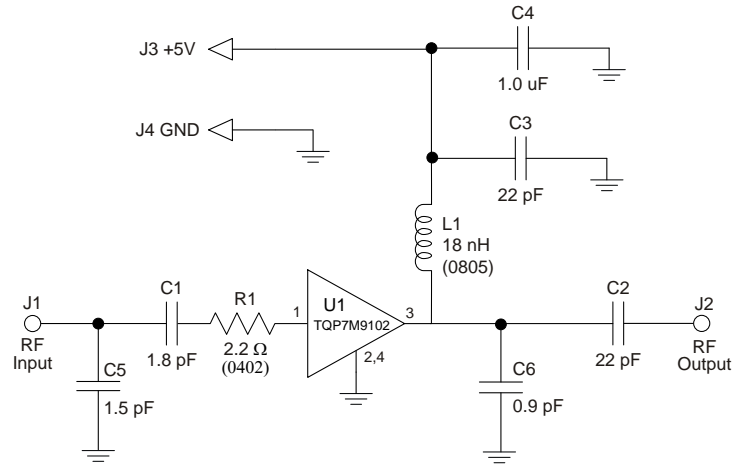 C4
J3 +5V
1.0 uF
J4 GND
C3
22 pF
L1
18 nH
(0805)
C1
R1
U1
C2
J1
J2
1
TQP7M9102
3
RF
Input
1.8 pF
2.2 Ω
(0402)
2,4
22 pF
RF
Output
C5
1.5 pF
C6
0.9 pF